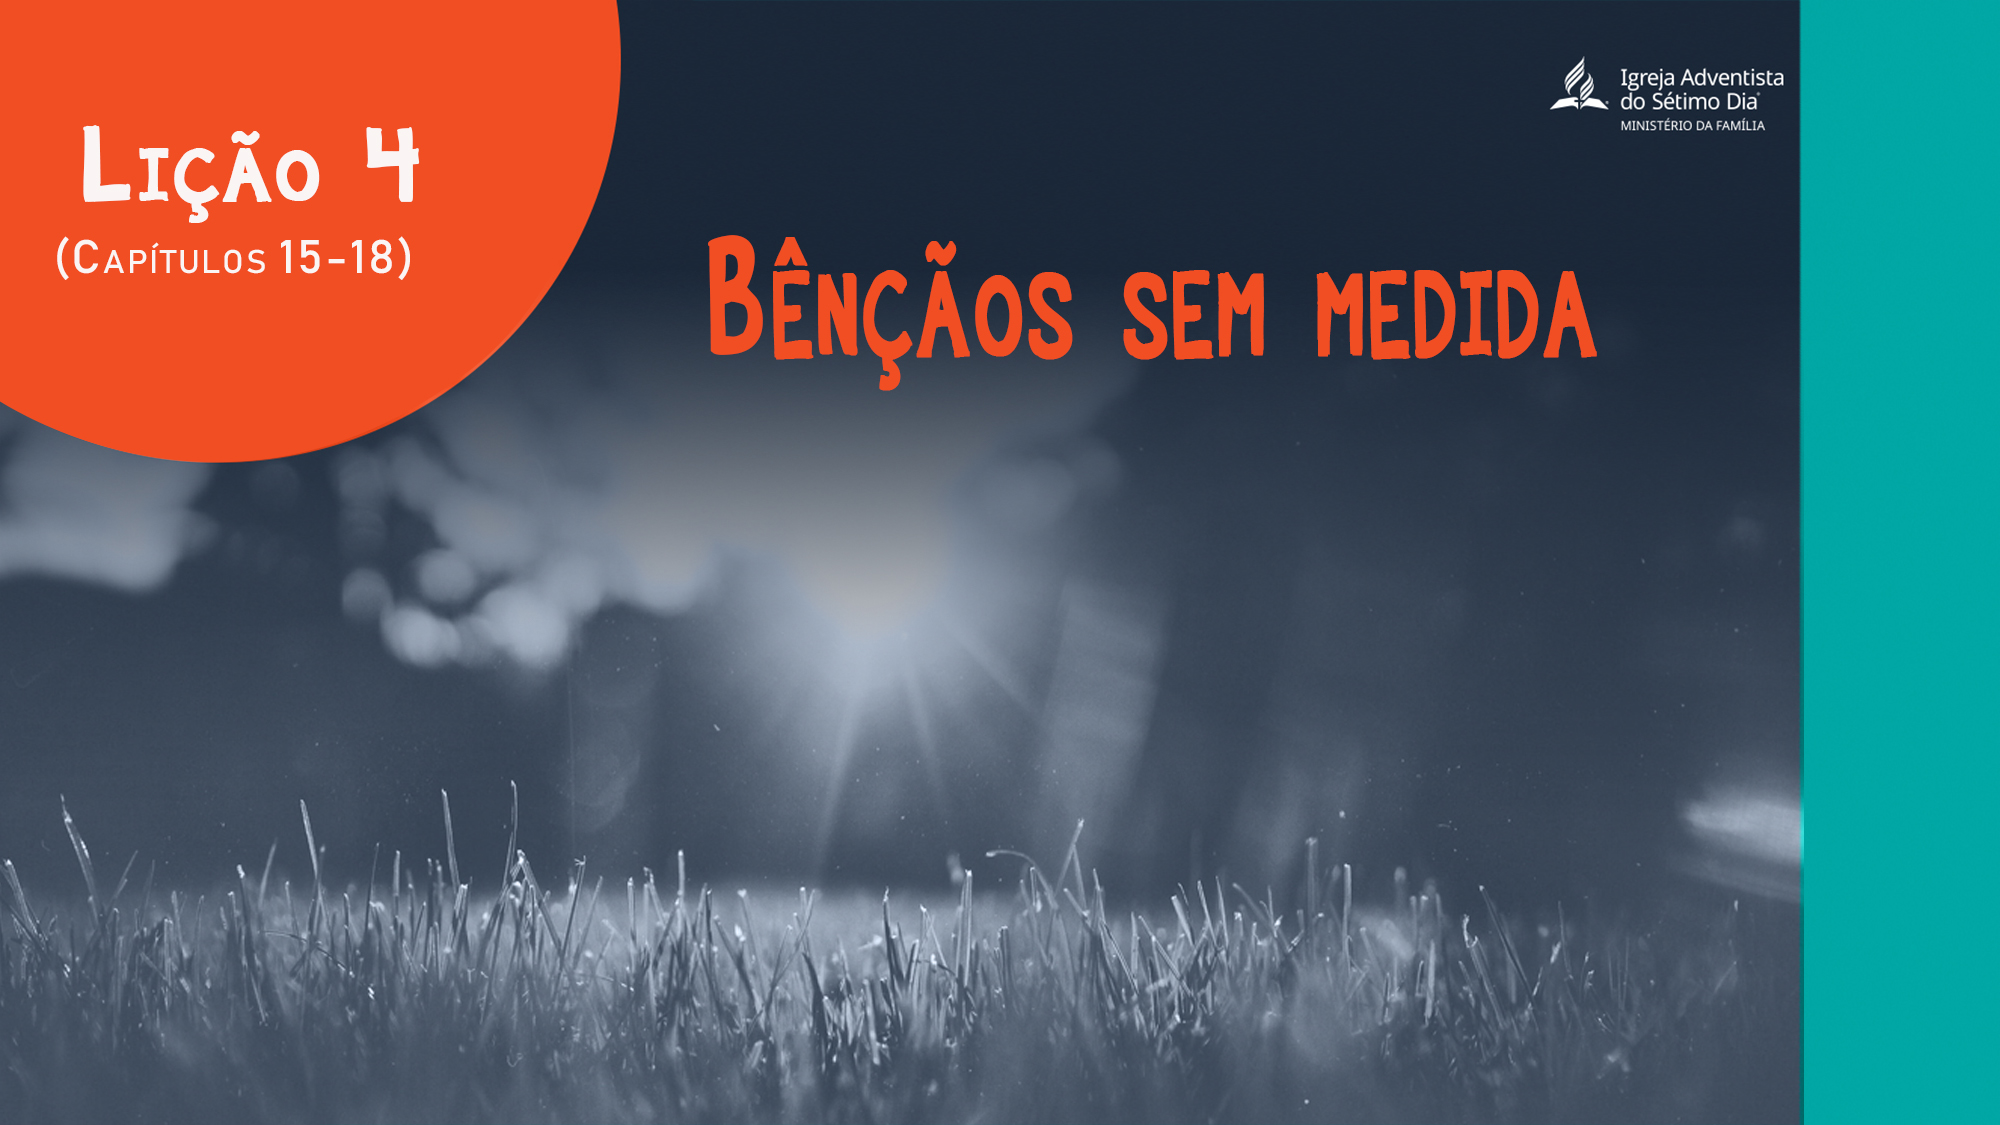 Lição 4
(Capítulos 15-18)
Igreja Adventista
do Sétimo Dia®
MINISTÉRIO DA FAMÍLIA
Bênçãos sem medida